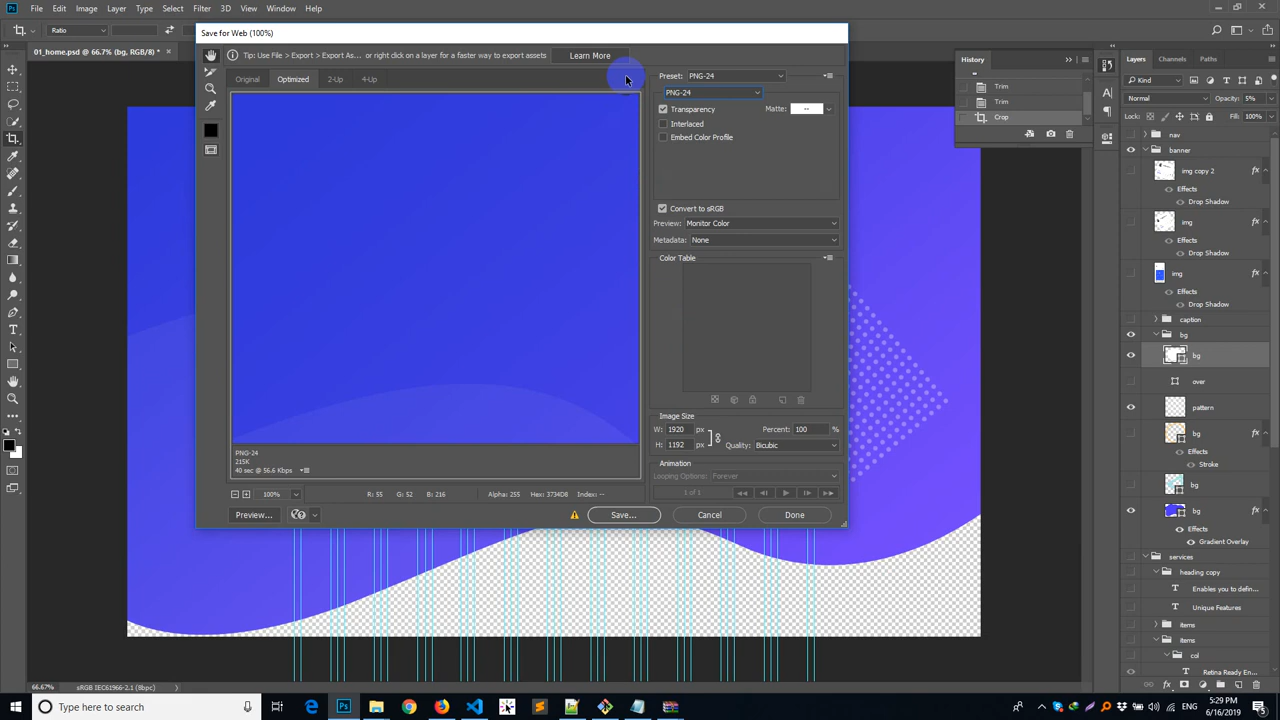 File Edit Image Layer Type Select Filter 3D View Window Help
Ratio
Save for Web (100%)
Tip: Use File > Export > Export As... or right click on a layer for a faster way to export assets
Learn More
01_home.psd @ 66.7% (bg, RGB/8) *
Original Optimized 2-Up 4-Up
Preset: PNG-24
PNG-24
Transparency Matte: --
Interlaced
Embed Color Profile
Convert to sRGB
Preview: Monitor Color
Metadata: None
Color Table
Image Size
W: 1920 px
H: 1192 px
Percent: 100 %
Quality: Bicubic
Animation
Looping Options: Forever
1 of 1
PNG-24
215K
40 sec @ 56.6 Kbps
100% R: 55 G: 52 B: 216 Alpha: 255 Hex: 3734D8 Index: --
Preview... Save... Cancel Done
History
Trim
Trim
Crop
Layers Channels Paths
Kind
Normal Opacity: 5%
Lock: Fill: 100%
nav
banner
img copy 2 fx
Effects
Drop Shadow
img fx
Effects
Drop Shadow
img fx
Effects
Drop Shadow
caption
bg
bg
over
pattern
bg fx
Effects
Stroke
bg
bg fx
Effects
Gradient Overlay
services
heading copy
Enables you to defin...
Unique Features
items
items
col
Retina Ready En...
66.67% sRGB IEC61966-2.1 (8bpc)
Type here to search
5:29 PM
6/16/2019